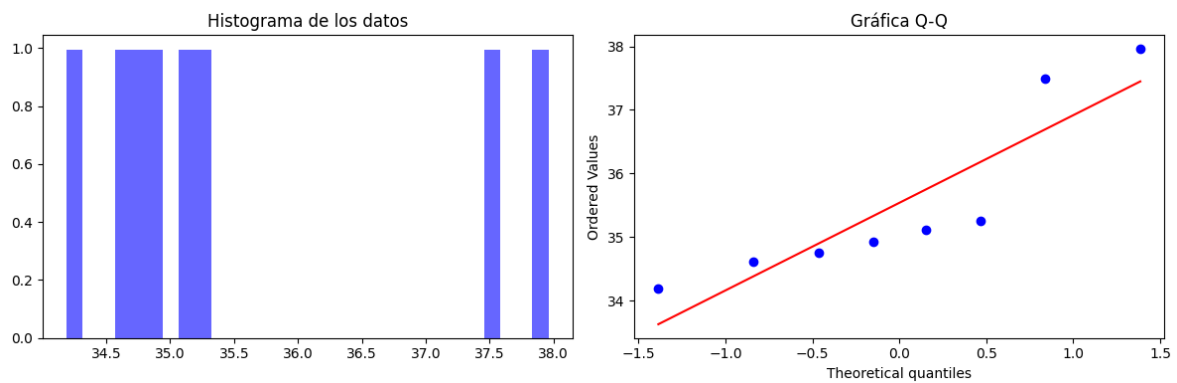 Histograma de los datos
1.0
0.8
0.6
0.4
0.2
0.0
34.5 35.0 35.5 36.0 36.5 37.0 37.5 38.0
Gráfica Q-Q
Ordered Values
38
37
36
35
34
−1.5 −1.0 −0.5 0.0 0.5 1.0 1.5
Theoretical quantiles